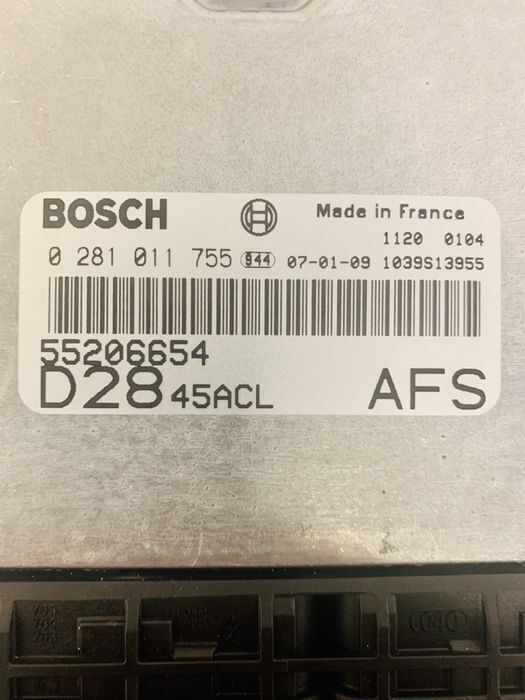 BOSCH Made in France
1120 0104
0 281 011 755 944 07-01-09 1039S13955
55206654
D28 45ACL AFS